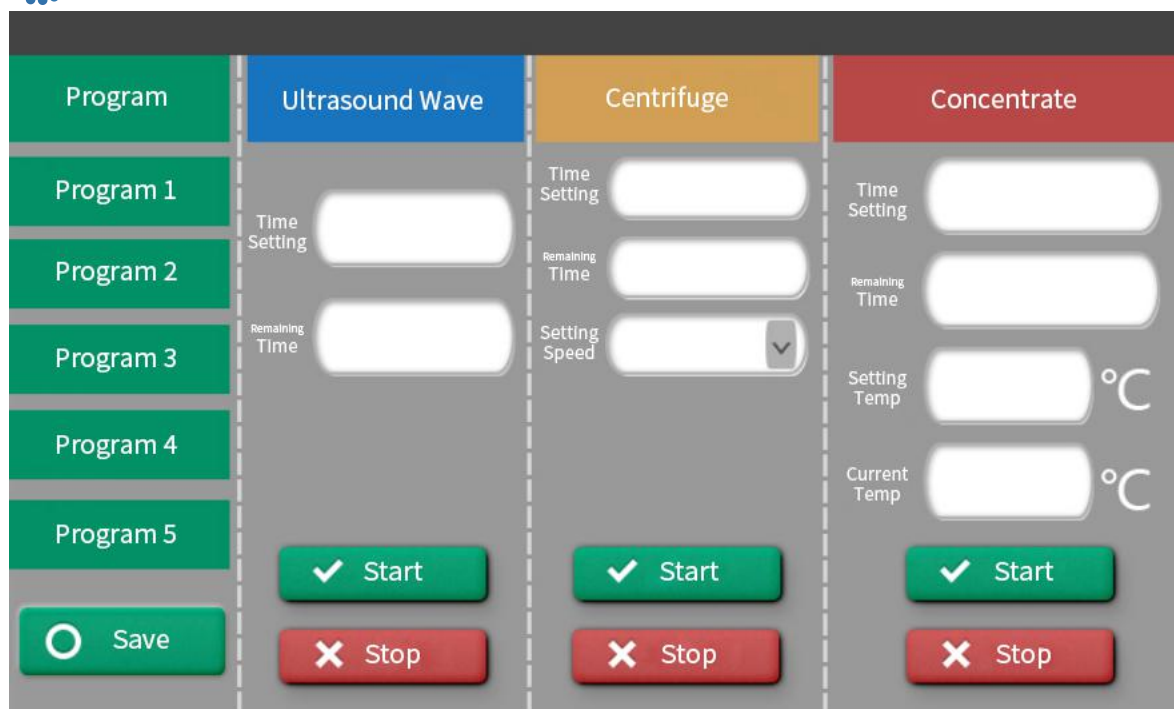 Program
Program 1
Program 2
Program 3
Program 4
Program 5
Save
Ultrasound Wave
Time
Setting
Remaining
Time
Start
Stop
Centrifuge
Time
Setting
Remaining
Time
Setting
Speed
Start
Stop
Concentrate
Time
Setting
Remaining
Time
Setting
Temp
°C
Current
Temp
°C
Start
Stop